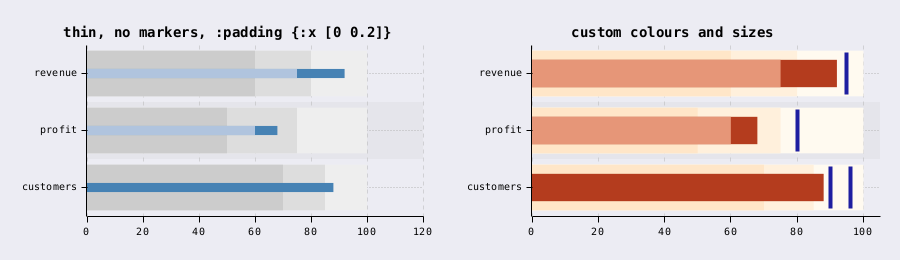 thin, no markers, :padding {:x [0 0.2]}
revenue
profit
customers
0 20 40 60 80 100 120
custom colours and sizes
revenue
profit
customers
0 20 40 60 80 100